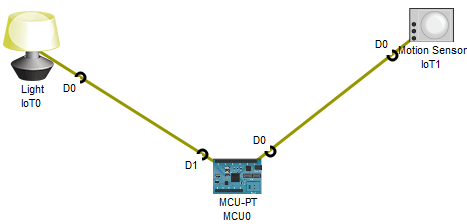 D0
Motion Sensor
IoT1
Light
IoT0
D0
D0
D1
MCU-PT
MCU0